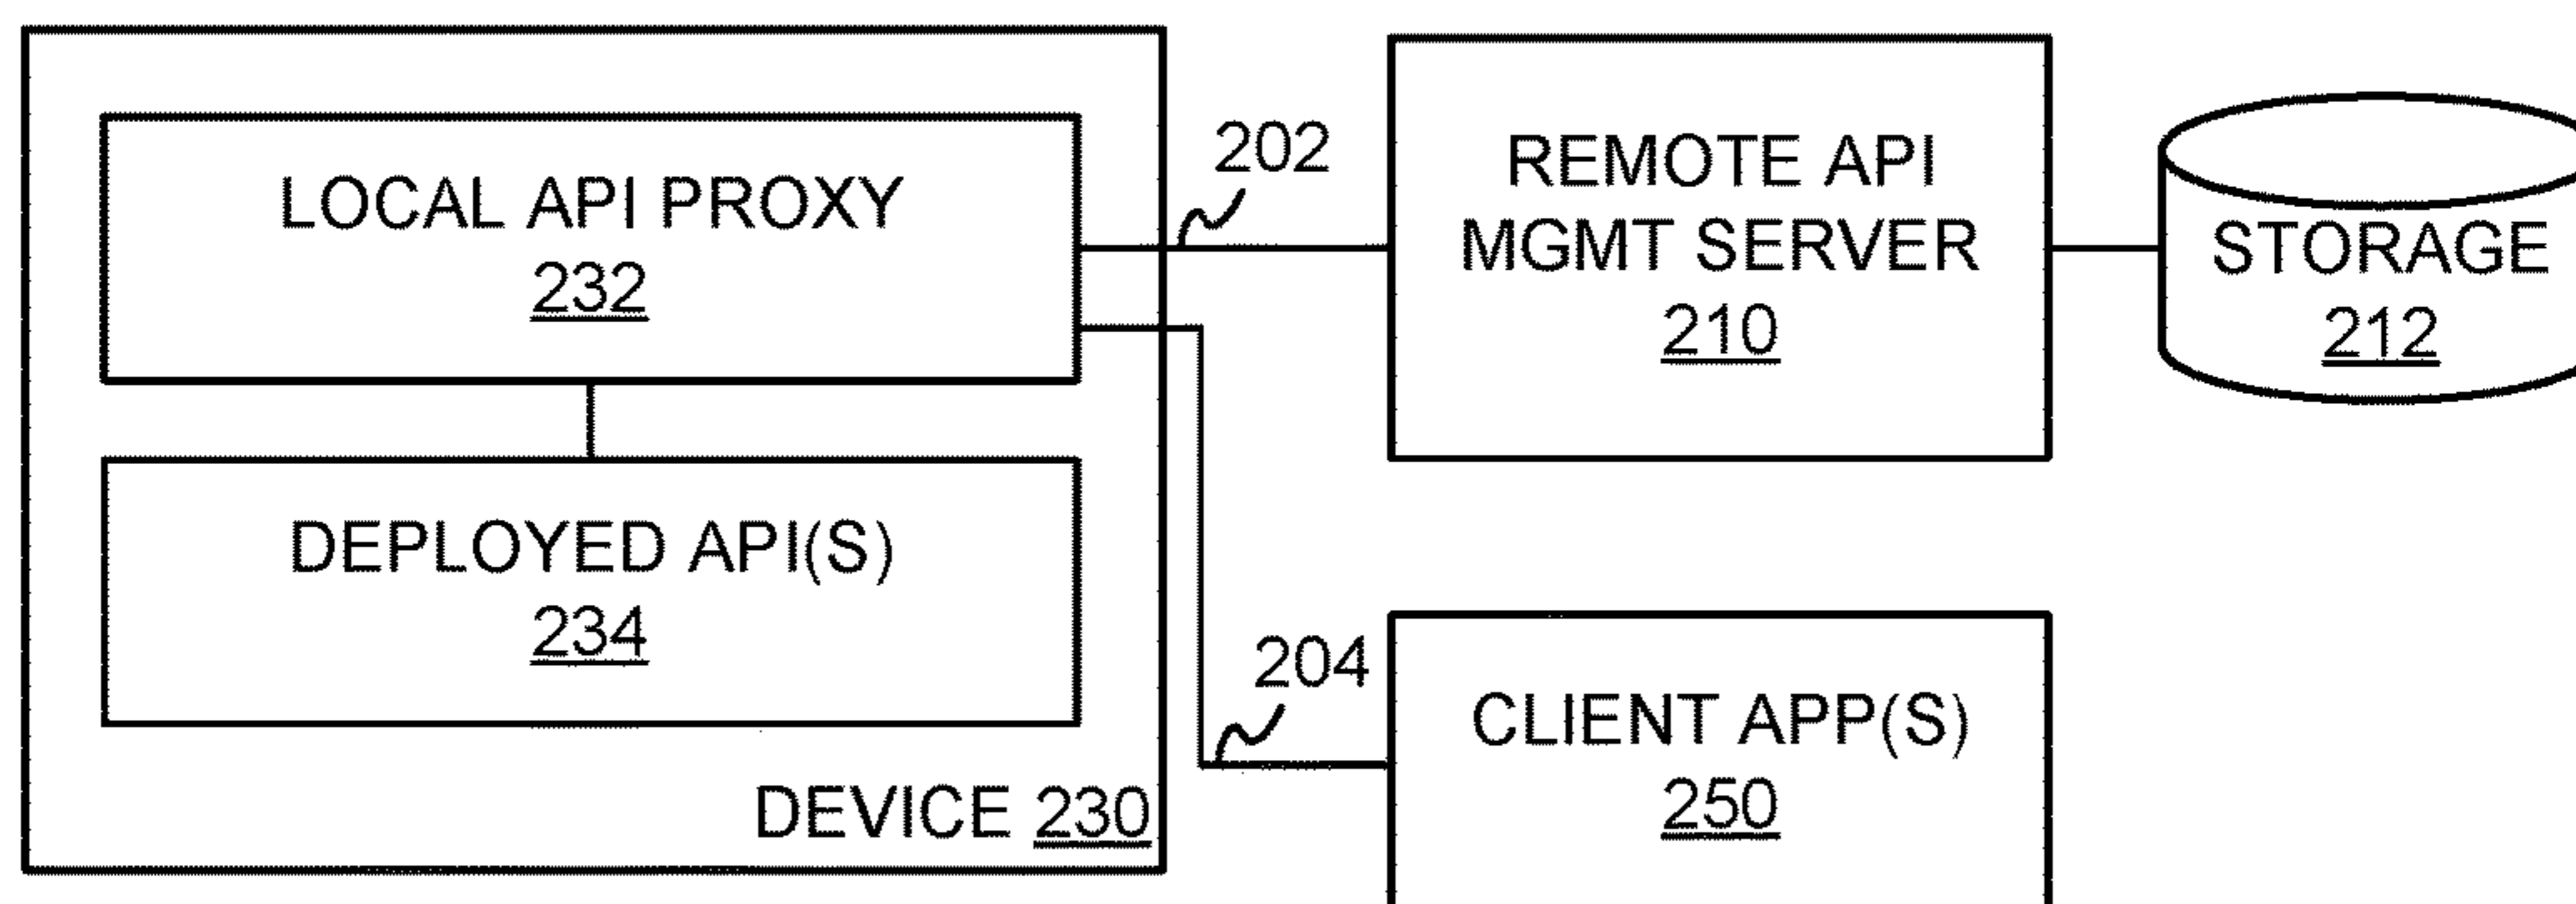 LOCAL API PROXY
232
DEPLOYED API(S)
234
DEVICE 230
202
204
REMOTE API
MGMT SERVER
210
STORAGE
212
CLIENT APP(S)
250